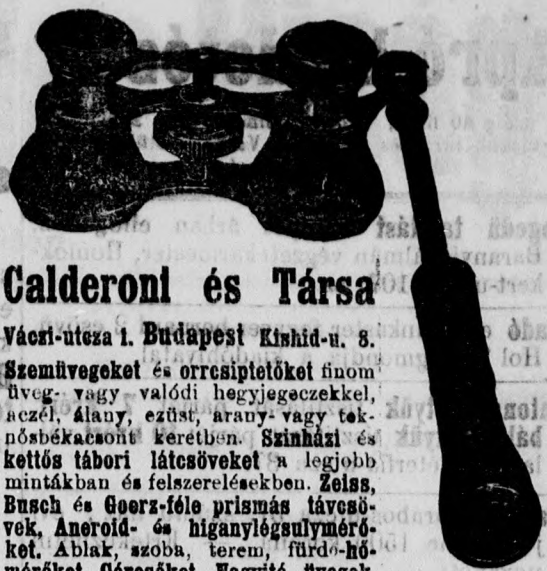 Calderoni és Társa
Váczi-utcza 1. Budapest Kishid-u. 8.
Szemüvegeket és orrcsiptetőket finom
üveg- vagy valódi hegyjegeczekkel,
aczél, álany, ezüst, arany- vagy tek-
nősbékacsont keretben. Szinházi és
kettős tábori látcsöveket a legjobb
mintákban és felszerelésekben. Zeiss,
Busch és Goerz-féle prismás távcsö-
vek, Aneroid- és higanylégsulymérő-
ket. Ablak, szoba, terem, fürdő-hő-
mérőket